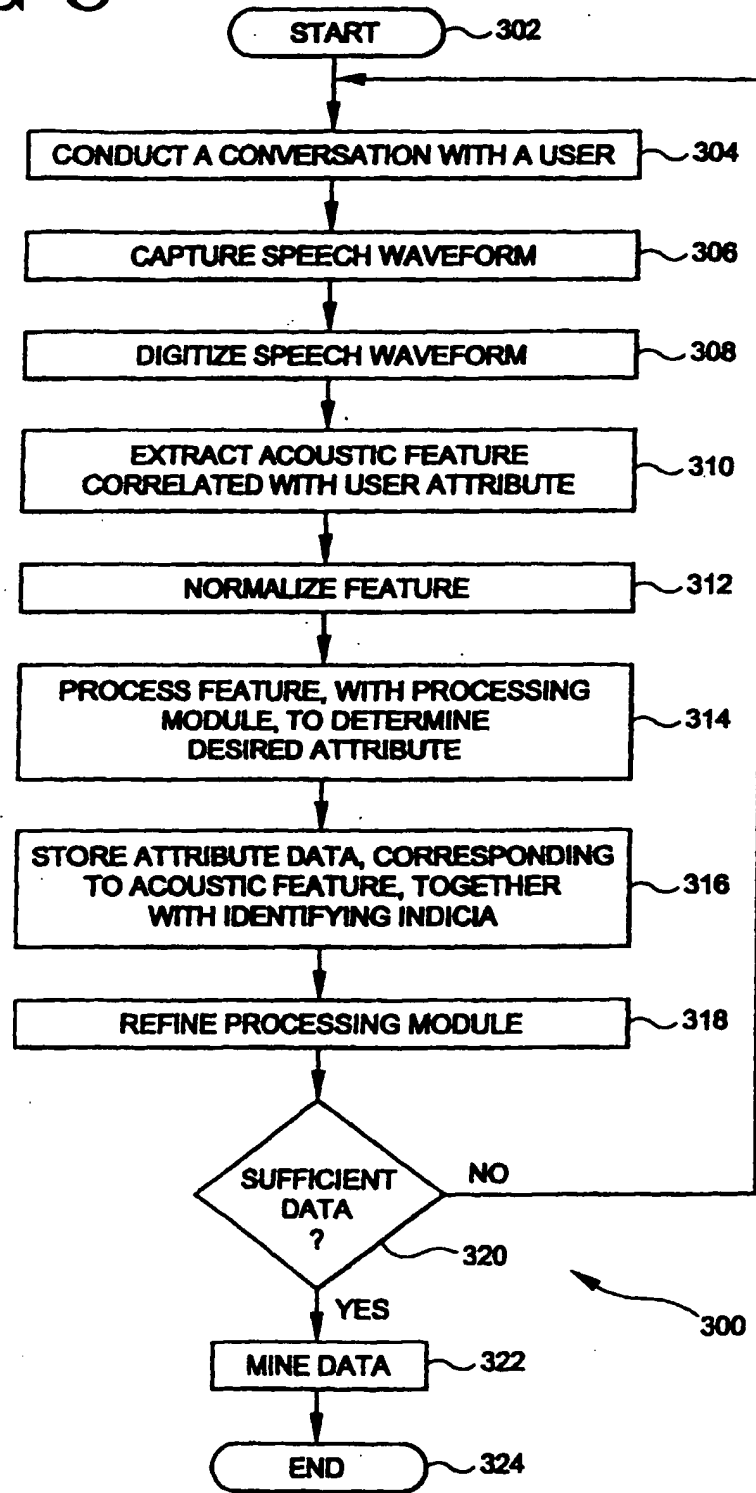 START
302
CONDUCT A CONVERSATION WITH A USER
304
CAPTURE SPEECH WAVEFORM
306
DIGITIZE SPEECH WAVEFORM
308
EXTRACT ACOUSTIC FEATURE
CORRELATED WITH USER ATTRIBUTE
310
NORMALIZE FEATURE
312
PROCESS FEATURE, WITH PROCESSING
MODULE, TO DETERMINE
DESIRED ATTRIBUTE
314
STORE ATTRIBUTE DATA, CORRESPONDING
TO ACOUSTIC FEATURE, TOGETHER
WITH IDENTIFYING INDICIA
316
REFINE PROCESSING MODULE
318
SUFFICIENT
DATA
?
NO
320
YES
300
MINE DATA
322
END
324